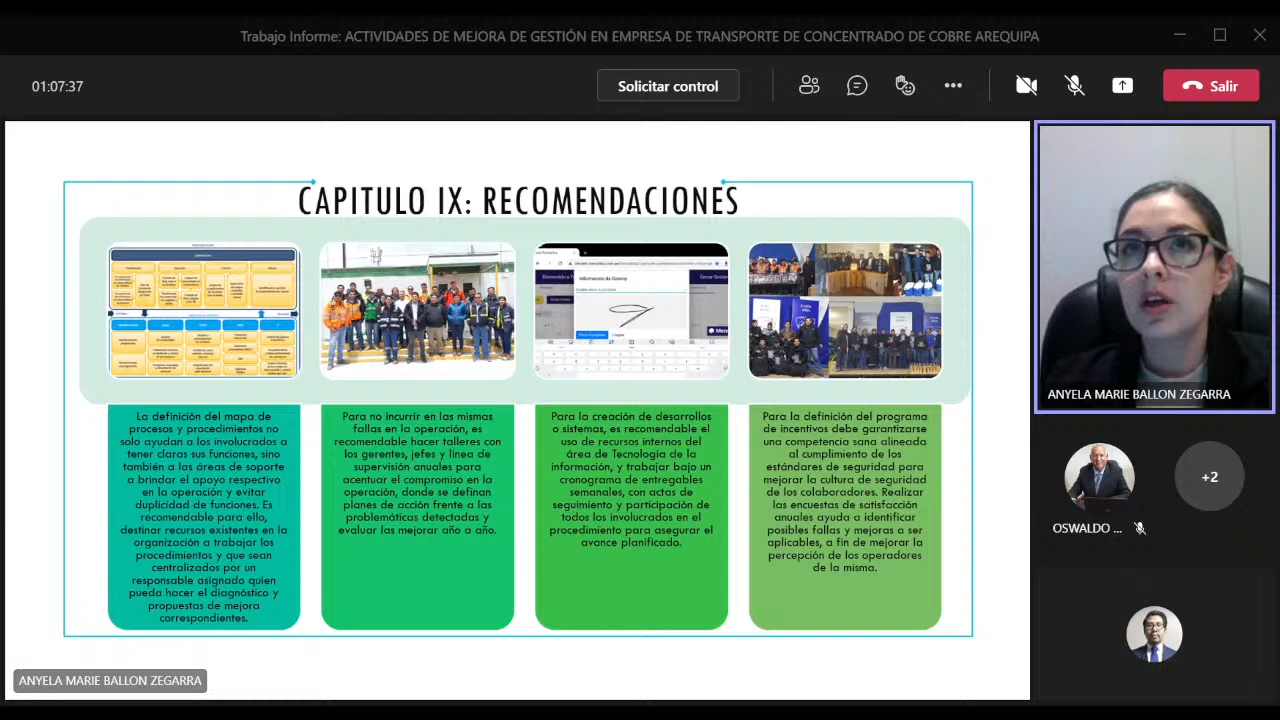 Trabajo Informe: ACTIVIDADES DE MEJORA DE GESTIÓN EN EMPRESA DE TRANSPORTE DE CONCENTRADO DE COBRE AREQUIPA
01:07:37
Solicitar control
Salir
CAPITULO IX: RECOMENDACIONES
La definición del mapa de
procesos y procedimientos no
solo ayudan a los involucrados a
tener claras sus funciones, sino
también a las áreas de soporte
a brindar el apoyo respectivo
en la operación y evitar
duplicidad de funciones. Es
recomendable para ello,
destinar recursos existentes en la
organización a trabajar los
procedimientos y que sean
centralizados por un
responsable asignado quien
pueda hacer el diagnóstico y
propuestas de mejora
correspondientes.
Para no incurrir en las mismas
fallas en la operación, es
recomendable hacer talleres con
los gerentes, jefes y línea de
supervisión anuales para
acentuar el compromiso en la
operación, donde se definan
planes de acción frente a las
problemáticas detectadas y
evaluar las mejorar año a año.
Información de Convoy
Para la creación de desarrollos
o sistemas, es recomendable el
uso de recursos internos del
área de Tecnología de la
información, y trabajar bajo un
cronograma de entregables
semanales, con actas de
seguimiento y participación de
todos los involucrados en el
procedimiento para asegurar el
avance planificado.
Para la definición del programa
de incentivos debe garantizarse
una competencia sana alineada
al cumplimiento de los
estándares de seguridad para
mejorar la cultura de seguridad
de los colaboradores. Realizar
las encuestas de satisfacción
anuales ayuda a identificar
posibles fallas y mejoras a ser
aplicables, a fin de mejorar la
percepción de los operadores
de la misma.
ANYELA MARIE BALLON ZEGARRA
ANYELA MARIE BALLON ZEGARRA
+2
OSWALDO ...